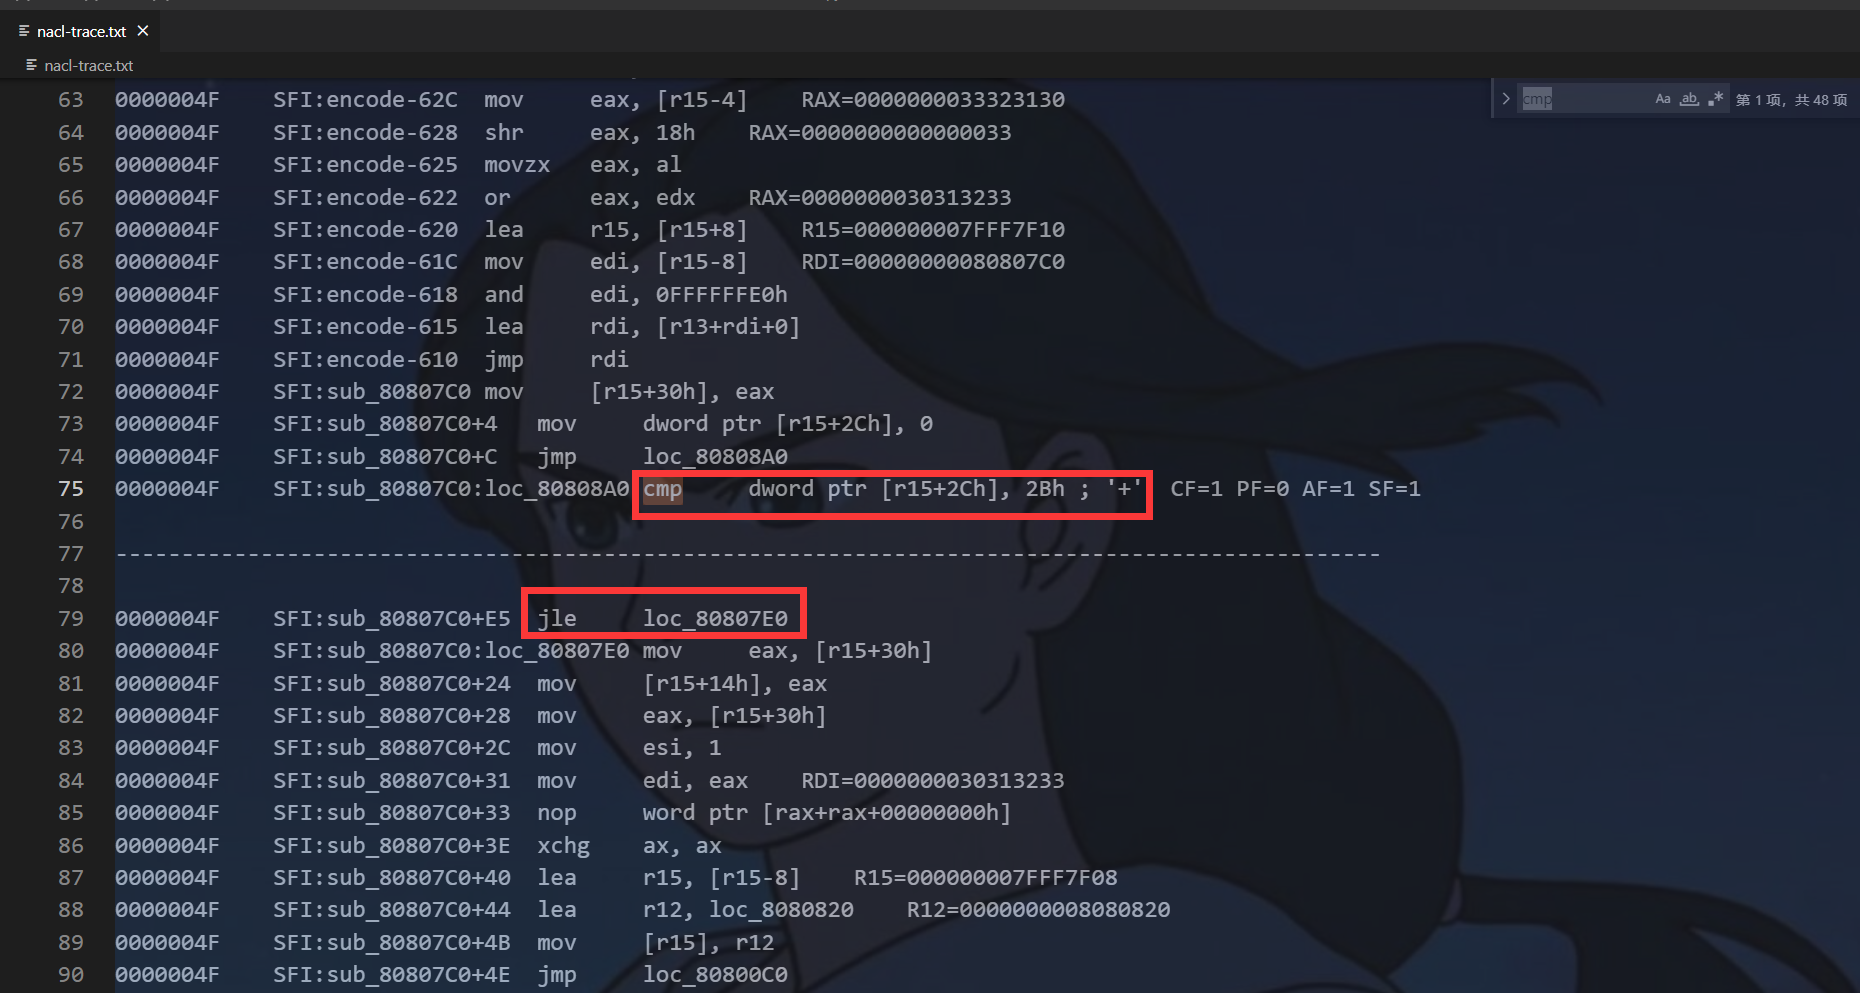 nacl-trace.txt
nacl-trace.txt
cmp Aa ab 第 1 项，共 48 项
63 0000004F SFI:encode-62C mov eax, [r15-4] RAX=0000000033323130
64 0000004F SFI:encode-628 shr eax, 18h RAX=0000000000000033
65 0000004F SFI:encode-625 movzx eax, al
66 0000004F SFI:encode-622 or eax, edx RAX=0000000030313233
67 0000004F SFI:encode-620 lea r15, [r15+8] R15=000000007FFF7F10
68 0000004F SFI:encode-61C mov edi, [r15-8] RDI=00000000080807C0
69 0000004F SFI:encode-618 and edi, 0FFFFFFE0h
70 0000004F SFI:encode-615 lea rdi, [r13+rdi+0]
71 0000004F SFI:encode-610 jmp rdi
72 0000004F SFI:sub_80807C0 mov [r15+30h], eax
73 0000004F SFI:sub_80807C0+4 mov dword ptr [r15+2Ch], 0
74 0000004F SFI:sub_80807C0+C jmp loc_80808A0
75 0000004F SFI:sub_80807C0:loc_80808A0 cmp dword ptr [r15+2Ch], 2Bh ; '+' CF=1 PF=0 AF=1 SF=1
76
77 ------------------------------------------------------------------------------------------------
78
79 0000004F SFI:sub_80807C0+E5 jle loc_80807E0
80 0000004F SFI:sub_80807C0:loc_80807E0 mov eax, [r15+30h]
81 0000004F SFI:sub_80807C0+24 mov [r15+14h], eax
82 0000004F SFI:sub_80807C0+28 mov eax, [r15+30h]
83 0000004F SFI:sub_80807C0+2C mov esi, 1
84 0000004F SFI:sub_80807C0+31 mov edi, eax RDI=0000000030313233
85 0000004F SFI:sub_80807C0+33 nop word ptr [rax+rax+00000000h]
86 0000004F SFI:sub_80807C0+3E xchg ax, ax
87 0000004F SFI:sub_80807C0+40 lea r15, [r15-8] R15=000000007FFF7F08
88 0000004F SFI:sub_80807C0+44 lea r12, loc_8080820 R12=0000000008080820
89 0000004F SFI:sub_80807C0+4B mov [r15], r12
90 0000004F SFI:sub_80807C0+4E jmp loc_80800C0